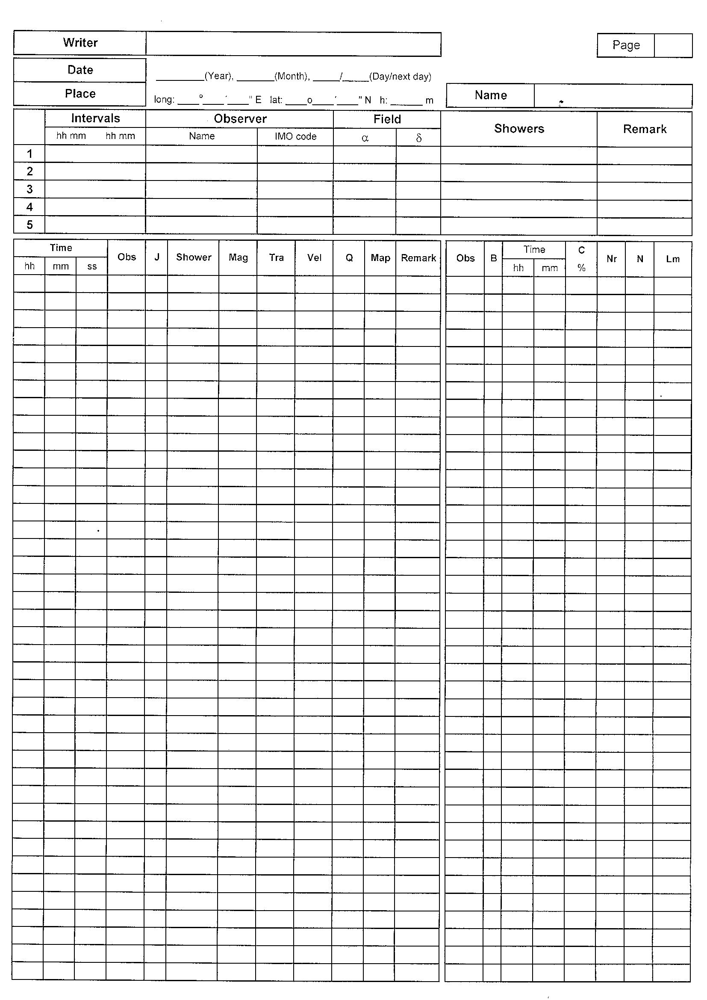 Writer
Page
Date
_________(Year), _______(Month), _____/_____(Day/next day)
Place
long: ____°____´____" E lat: ____o____´____" N h: ______ m
Name
Intervals Observer Field Showers Remark
hh mm hh mm Name IMO code α δ
1
2
3
4
5
Time Obs J Shower Mag Tra Vel Q Map Remark
hh mm ss
Obs B Time C Nr N Lm
hh mm %